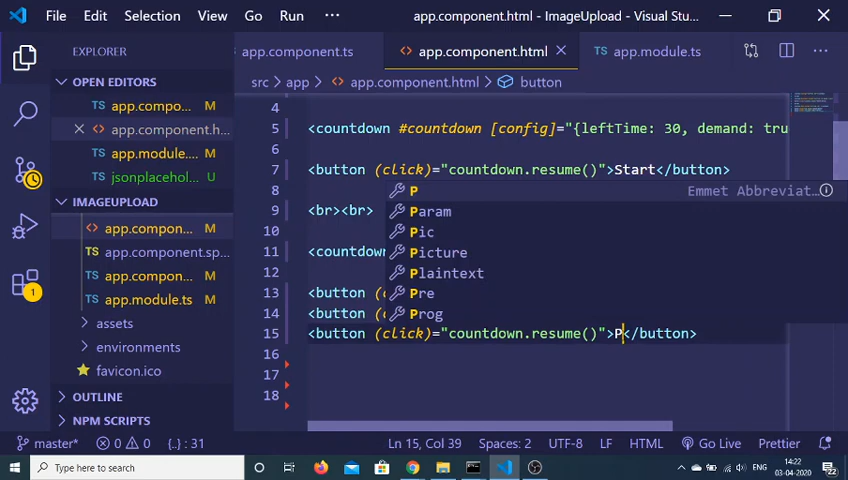 File Edit Selection View Go Run ... app.component.html - ImageUpload - Visual Stu...
EXPLORER
app.component.ts app.component.html app.module.ts ...
OPEN EDITORS
src > app > app.component.html > button
app.compo... M
app.component.h...
app.module.... M
jsonplacehol... M
IMAGEUPLOAD
app.compon... M
app.component.sp...
app.compon... M
app.module.ts M
assets
environments
favicon.ico
OUTLINE
NPM SCRIPTS
1
4
5 <countdown #countdown [config]="{leftTime: 30, demand: tru
6
7 <button (click)="countdown.resume()">Start</button>
8
9 <br><br>
10
11 <countdow
12
13 <button (
14 <button (
15 <button (click)="countdown.resume()">P</button>
16
17
18
P Emmet Abbreviat...
Param
Pic
Picture
Plaintext
Pre
Prog
master* 0 0 : 31 Ln 15, Col 39 Spaces: 2 UTF-8 LF HTML Go Live Prettier
Type here to search
ENG
14:22
03-04-2020
22